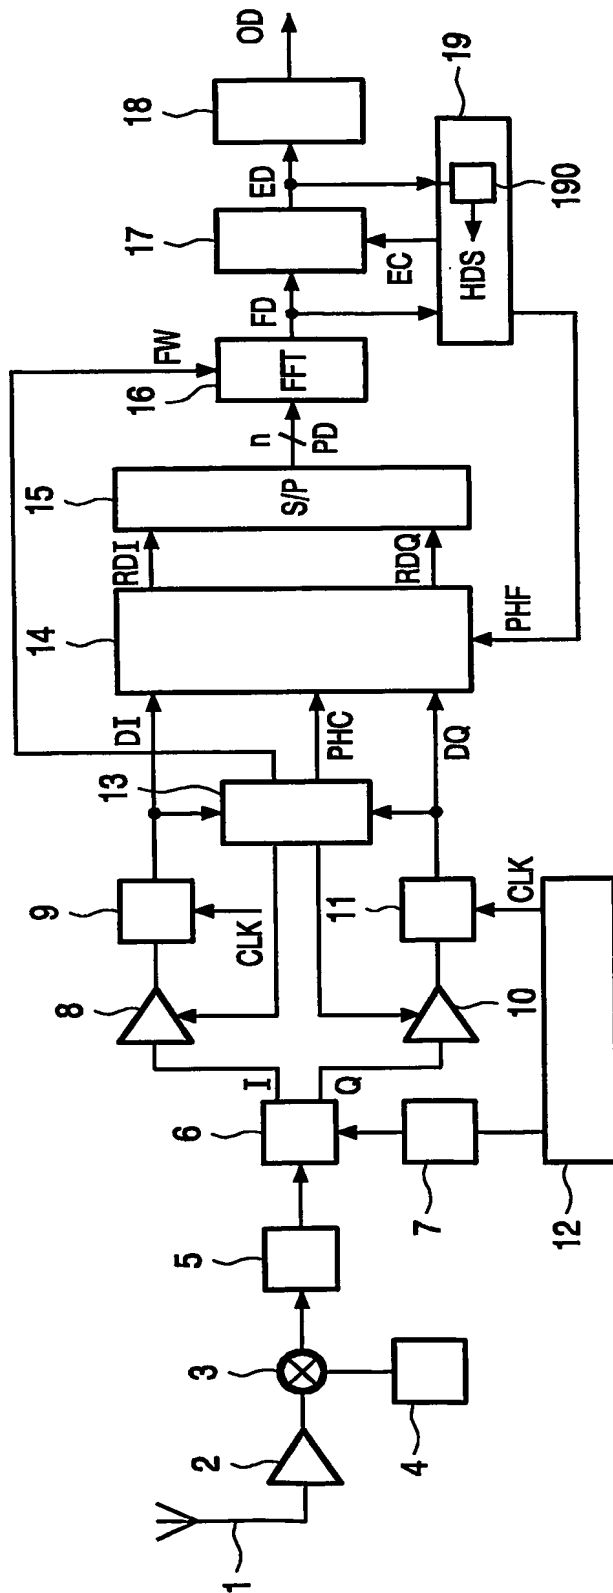 1
2
3
4
5
6
7
I
Q
8
9
CLK
10
11
CLK
12
13
DI
PHC
DQ
14
RDI
RDQ
PHF
15
S/P
n
PD
16
FFT
FW
FD
17
EC
ED
18
OD
19
190
HDS